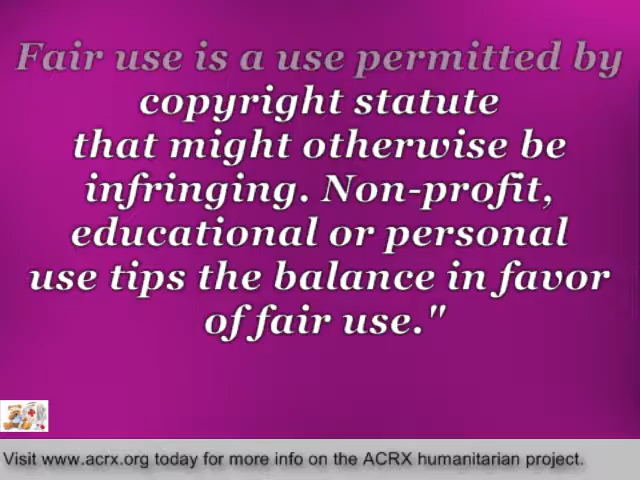 Fair use is a use permitted by
copyright statute
that might otherwise be
infringing. Non-profit,
educational or personal
use tips the balance in favor
of fair use."
Visit www.acrx.org today for more info on the ACRX humanitarian project.